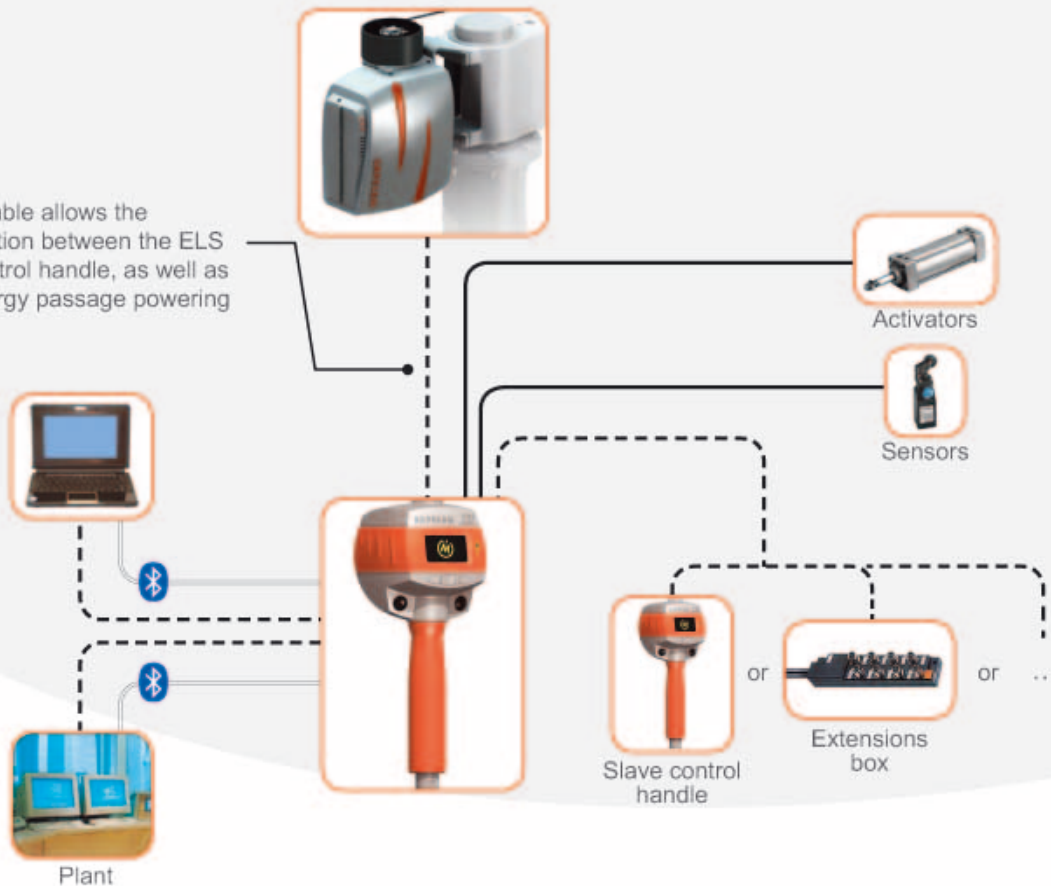 able allows the
tion between the ELS
trol handle, as well as
rgy passage powering
Activators
Sensors
or
or ..
Extensions
box
Slave control
handle
Plant